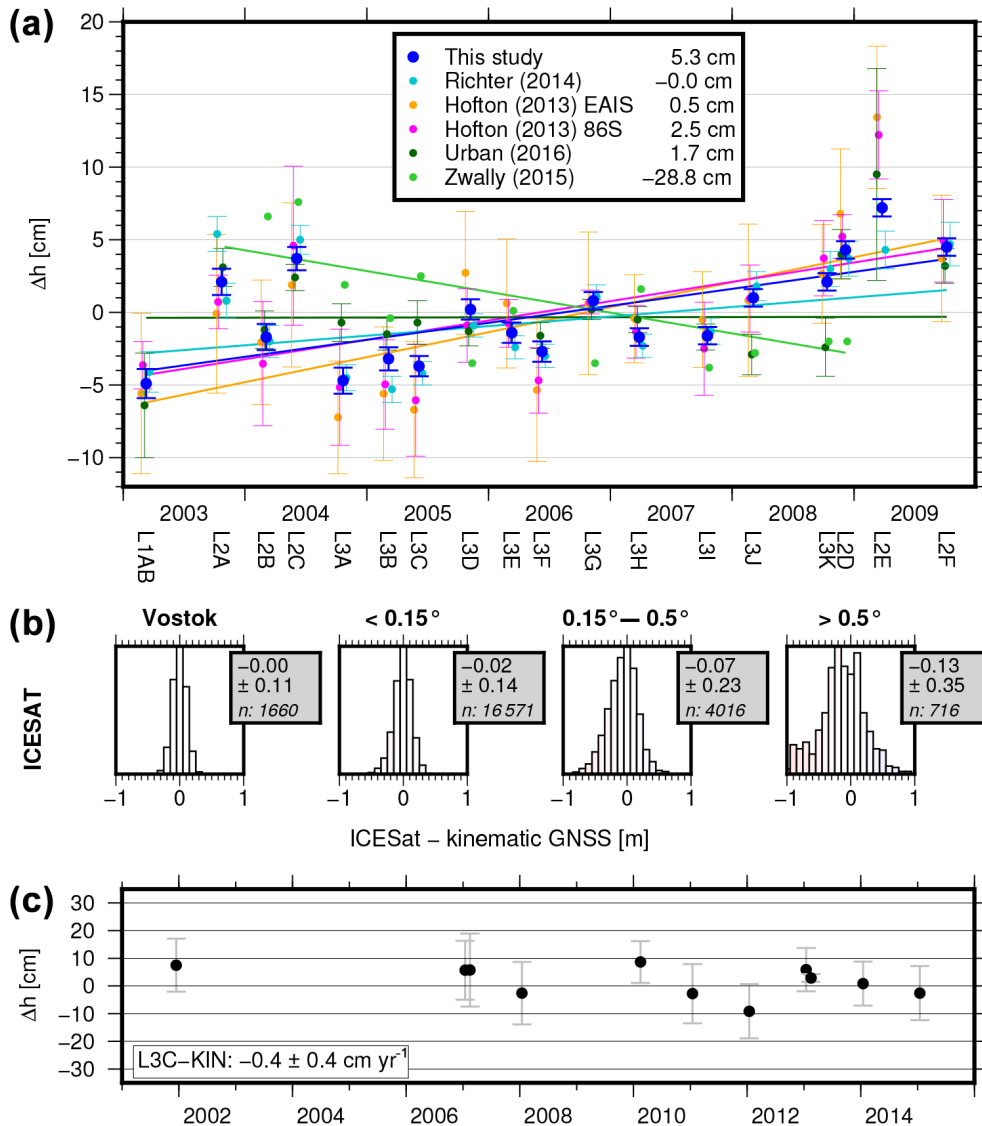 (a)
20
15
10
5
0
−5
−10
Δh [cm]
This study 5.3 cm
Richter (2014) −0.0 cm
Hofton (2013) EAIS 0.5 cm
Hofton (2013) 86S 2.5 cm
Urban (2016) 1.7 cm
Zwally (2015) −28.8 cm
2003 2004 2005 2006 2007 2008 2009
L1AB L2A L2B L2C L3A L3B L3C L3D L3E L3F L3G L3H L3I L3J L3K L2D L2E L2F
(b)
Vostok < 0.15° 0.15° — 0.5° > 0.5°
ICESAT
−0.00
± 0.11
n: 1660
−0.02
± 0.14
n: 16 571
−0.07
± 0.23
n: 4016
−0.13
± 0.35
n: 716
−1 0 1 −1 0 1 −1 0 1 −1 0 1
ICESat − kinematic GNSS [m]
(c)
30
20
10
0
−10
−20
−30
Δh [cm]
L3C−KIN: −0.4 ± 0.4 cm yr⁻¹
2002 2004 2006 2008 2010 2012 2014